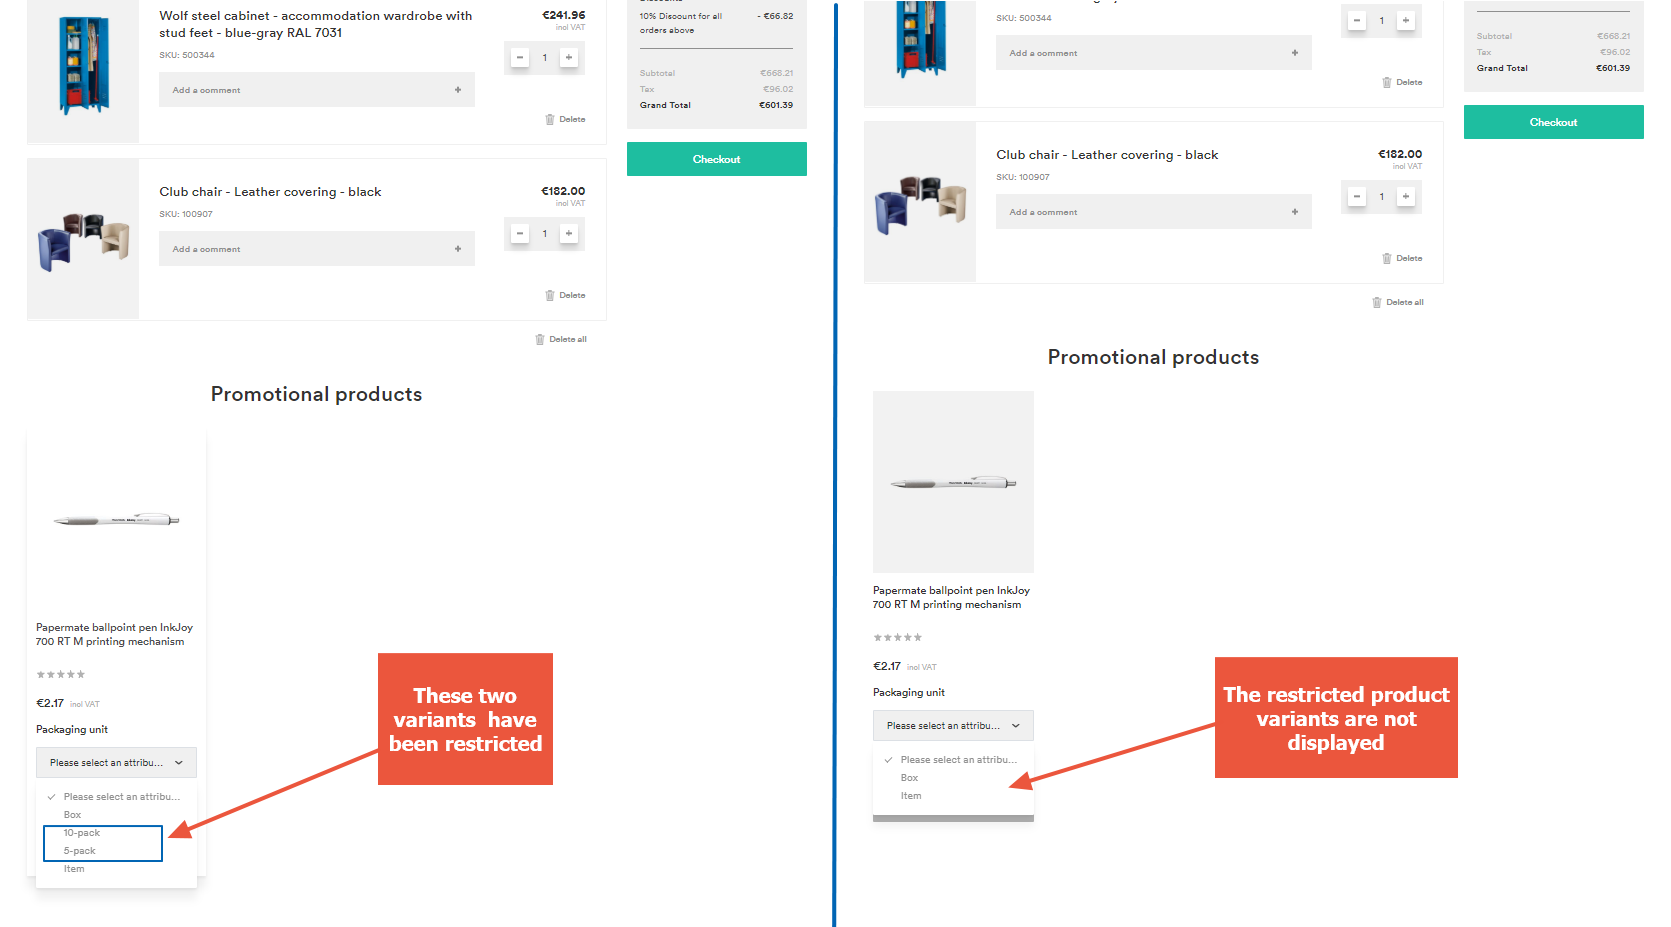 Wolf steel cabinet - accommodation wardrobe with
stud feet - blue-gray RAL 7031
SKU: 500344
€241.96
incl VAT
- 1 +
Add a comment +
Delete
10% Disoount for all
orders above
- €66.82
Subtotal €668.21
Tax €96.02
Grand Total €601.39
Checkout
Club chair - Leather covering - black
SKU: 100907
€182.00
incl VAT
- 1 +
Add a comment +
Delete
Delete all
Promotional products
Papermate ballpoint pen InkJoy
700 RT M printing mechanism
€2.17 incl VAT
Packaging unit
Please select an attribu...
Please select an attribu...
Box
10-pack
5-pack
Item
These two
variants have
been restricted
SKU: 500344
- 1 +
Add a comment +
Delete
Subtotal €668.21
Tax €96.02
Grand Total €601.39
Checkout
Club chair - Leather covering - black
SKU: 100907
€182.00
incl VAT
- 1 +
Add a comment +
Delete
Delete all
Promotional products
Papermate ballpoint pen InkJoy
700 RT M printing mechanism
€2.17 incl VAT
Packaging unit
Please select an attribu...
Please select an attribu...
Box
Item
The restricted product
variants are not
displayed